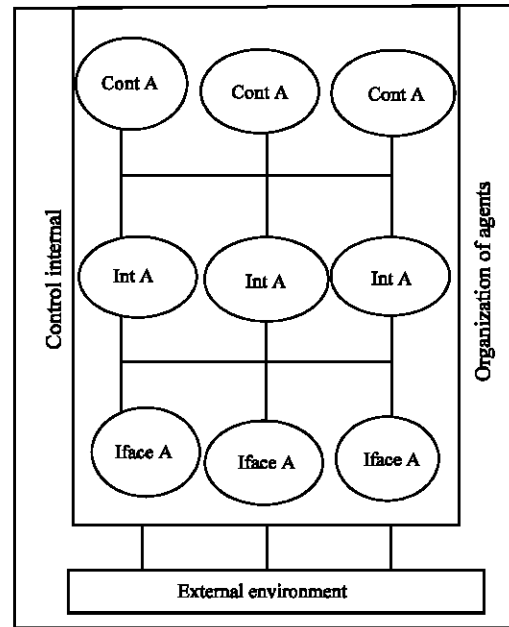 Cont A
Cont A
Cont A
Control internal
Organization of agents
Int A
Int A
Int A
Iface A
Iface A
Iface A
External environment